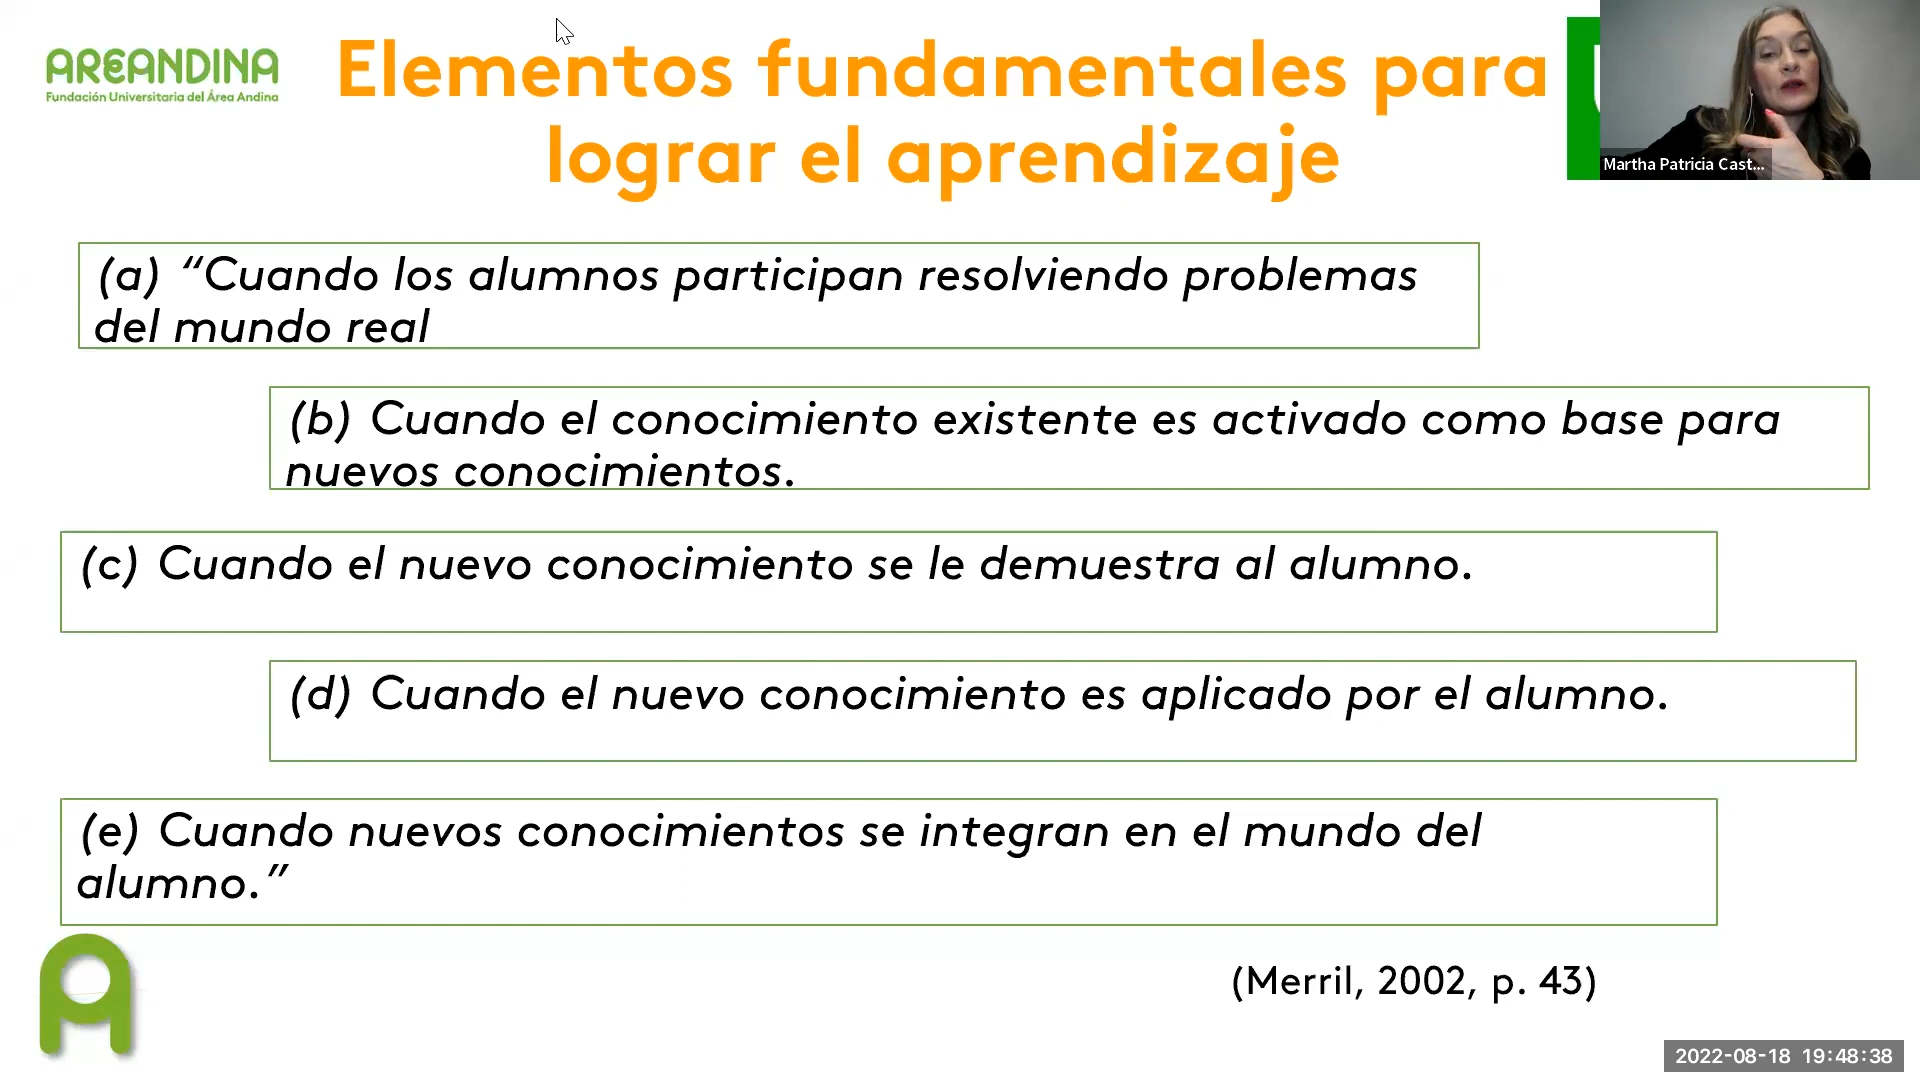 AREANDINA
Fundación Universitaria del Área Andina
Elementos fundamentales para
lograr el aprendizaje
Martha Patricia Cast...
(a) “Cuando los alumnos participan resolviendo problemas
del mundo real
(b) Cuando el conocimiento existente es activado como base para
nuevos conocimientos.
(c) Cuando el nuevo conocimiento se le demuestra al alumno.
(d) Cuando el nuevo conocimiento es aplicado por el alumno.
(e) Cuando nuevos conocimientos se integran en el mundo del
alumno.”
(Merril, 2002, p. 43)
2022-08-18 19:48:38